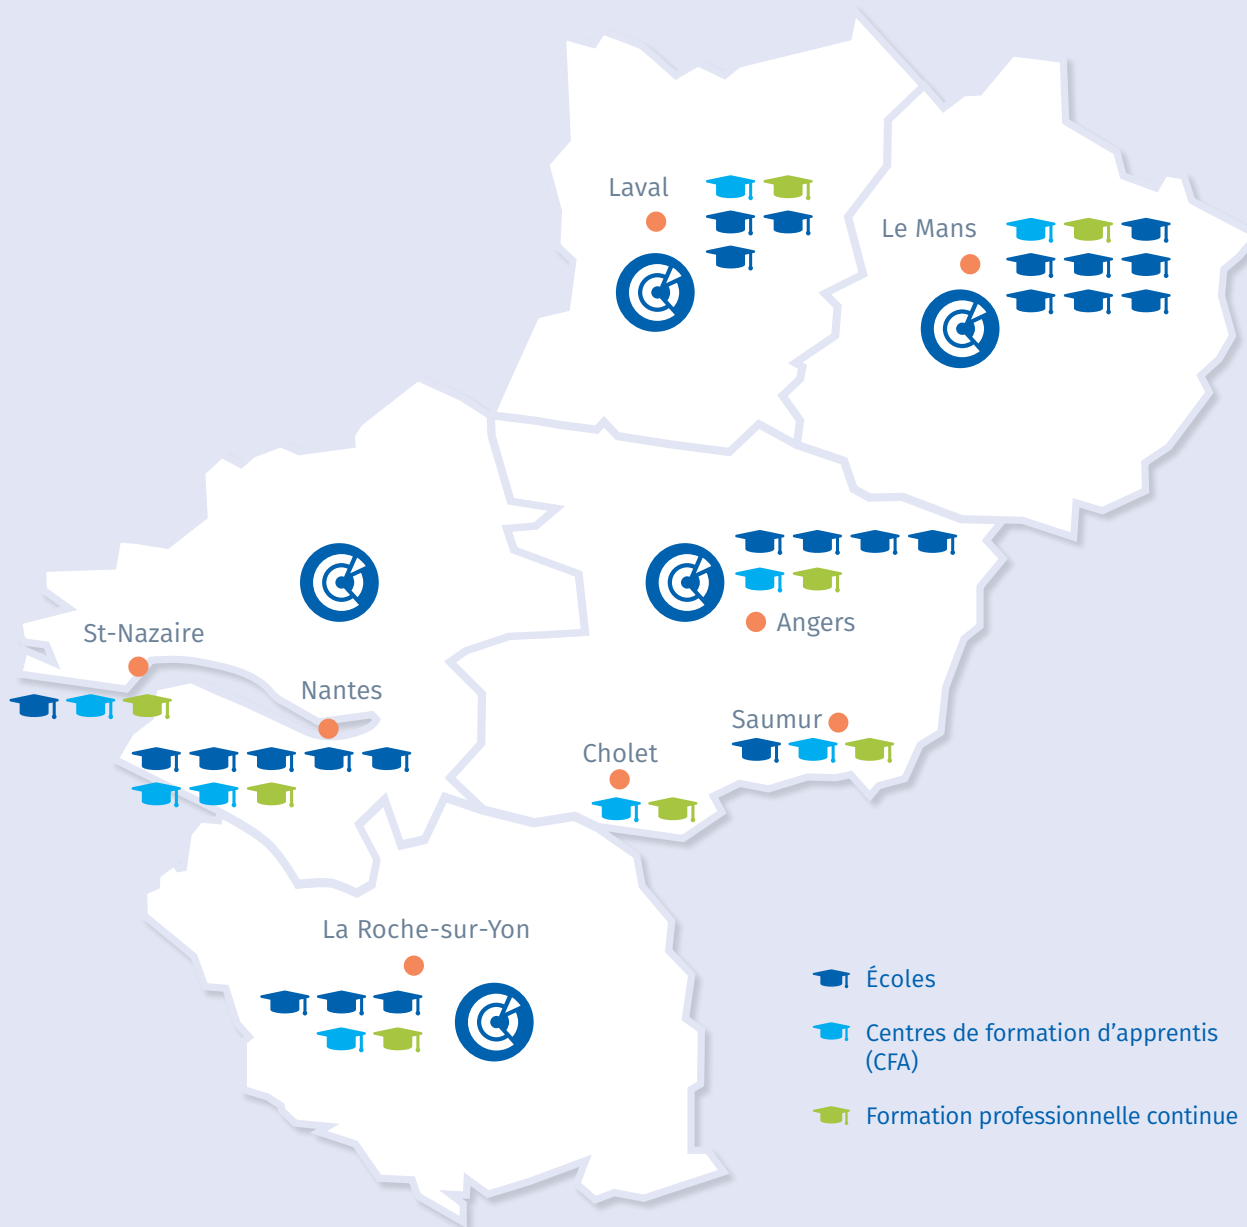 Laval
Le Mans
St-Nazaire
Nantes
Angers
Saumur
Cholet
La Roche-sur-Yon
Écoles
Centres de formation d’apprentis
(CFA)
Formation professionnelle continue